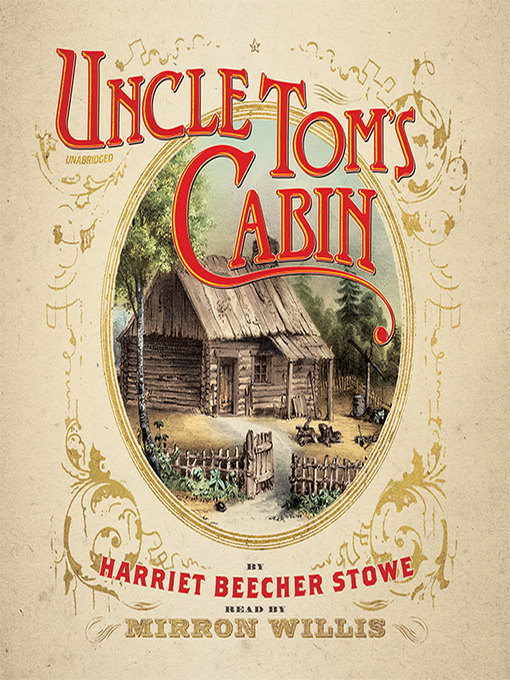 UNCLE TOM'S
UNABRIDGED
CABIN
BY
HARRIET BEECHER STOWE
READ BY
MIRRON WILLIS